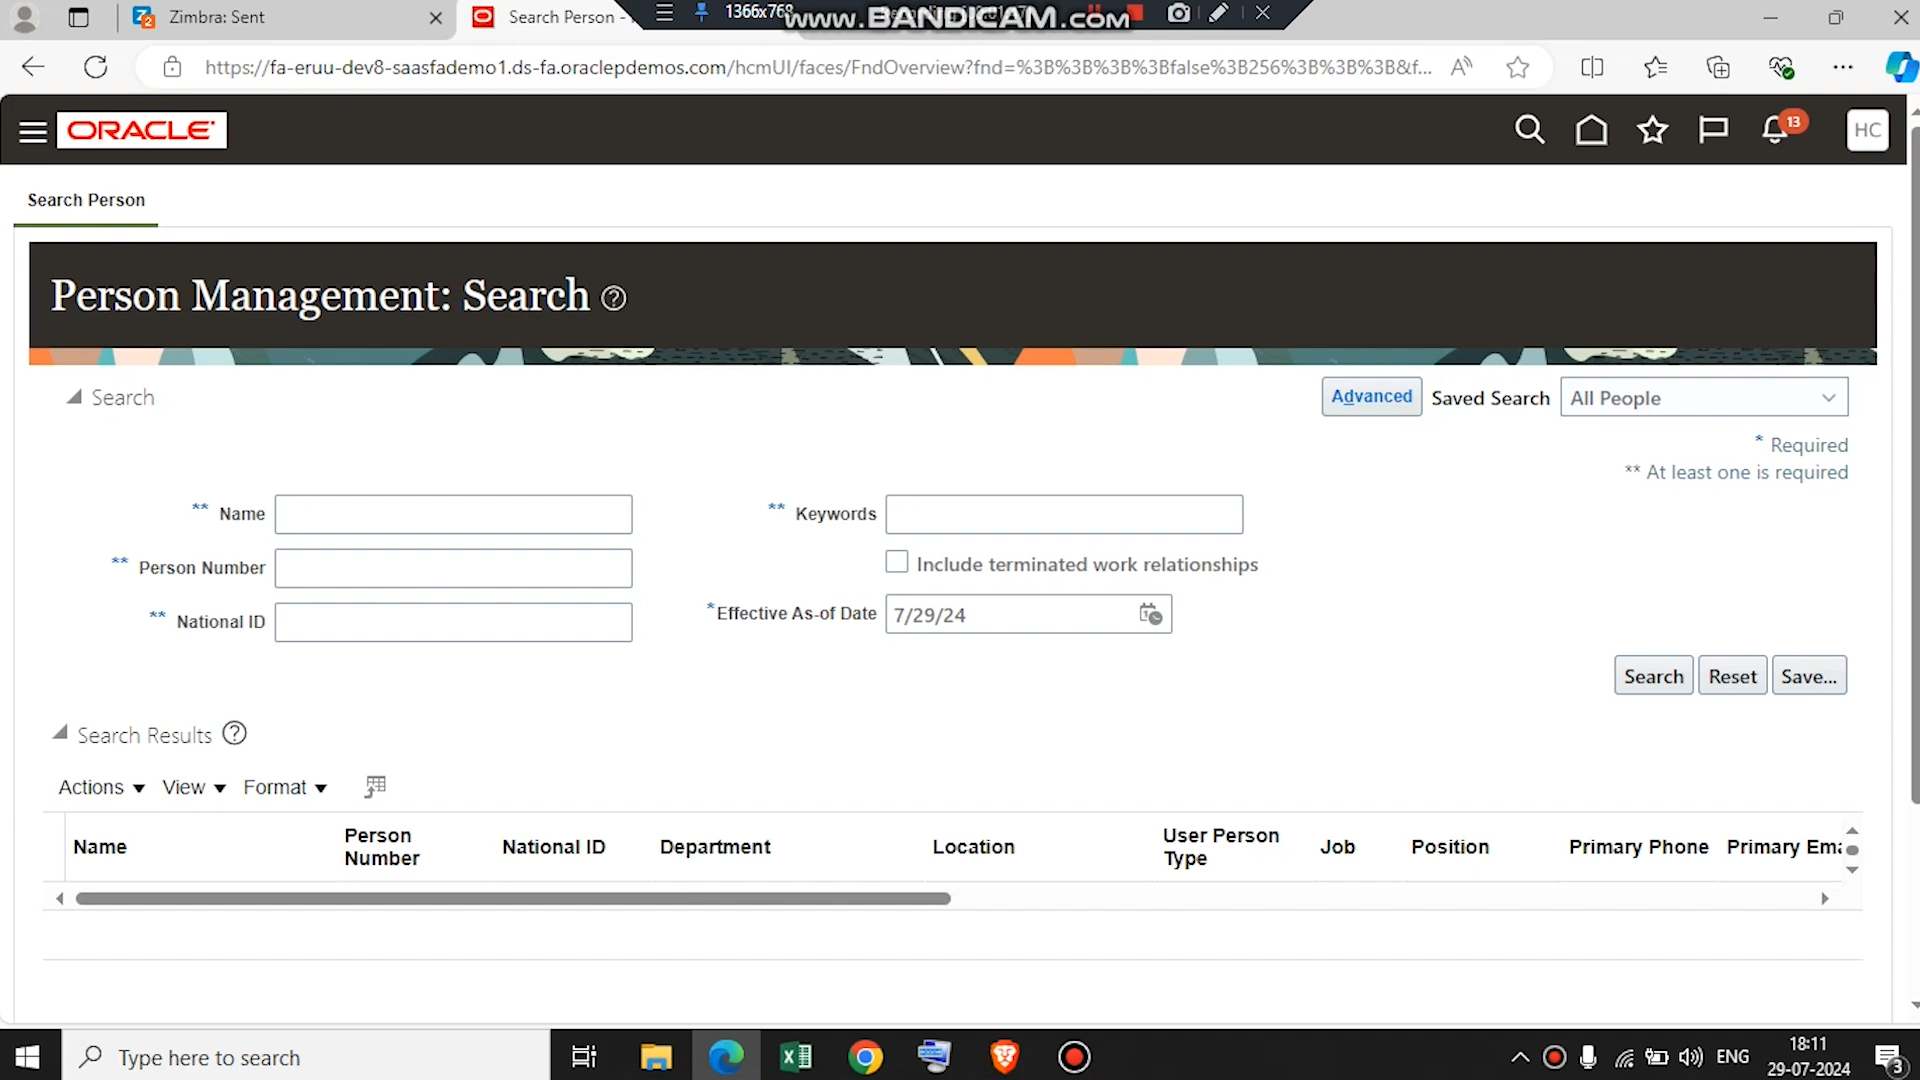 Zimbra: Sent
Search Person -
1366x768
www.BANDICAM.com
https://fa-eruu-dev8-saasfademo1.ds-fa.oraclepdemos.com/hcmUI/faces/FndOverview?fnd=%3B%3B%3B%3Bfalse%3B256%3B%3B%3B&f...
ORACLE
13
HC
Search Person
Person Management: Search
Search
Advanced Saved Search All People
* Required
** At least one is required
** Name
** Keywords
** Person Number
Include terminated work relationships
** National ID
*Effective As-of Date 7/29/24
Search Reset Save...
Search Results
Actions View Format
Name Person Number National ID Department Location User Person Type Job Position Primary Phone Primary Ema
Type here to search
ENG
18:11
29-07-2024
3